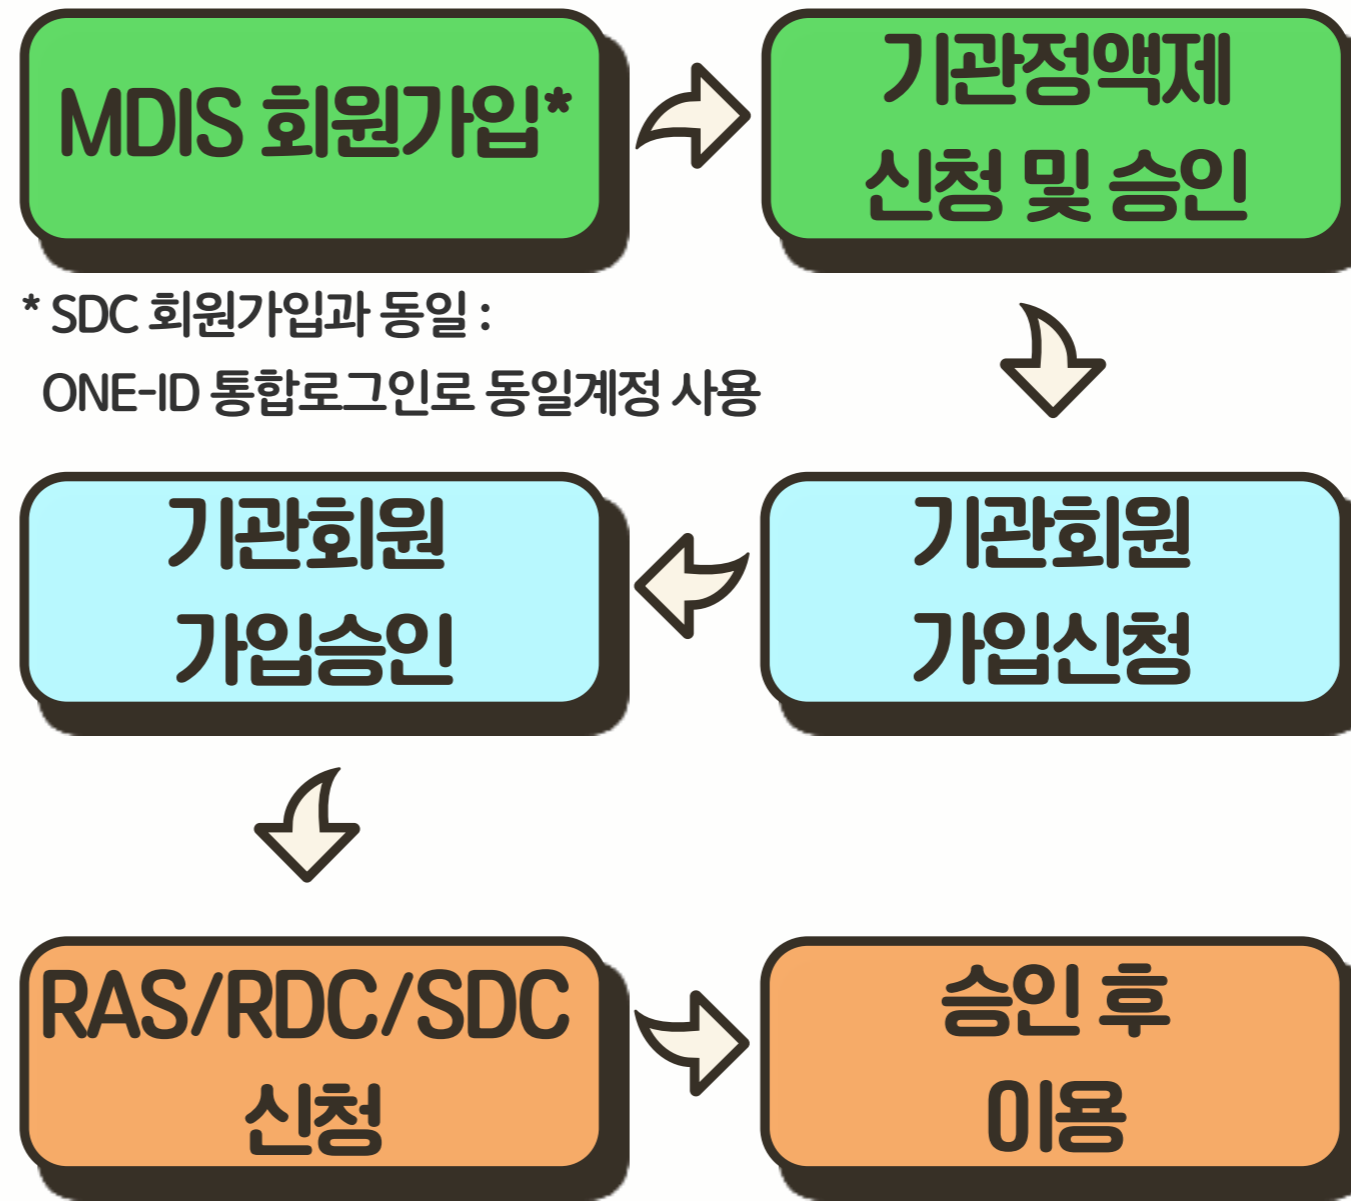 MDIS 회원가입*
기관정액제
신청 및 승인
* SDC 회원가입과 동일 :
ONE-ID 통합로그인로 동일계정 사용
기관회원
가입승인
기관회원
가입신청
RAS/RDC/SDC
신청
승인 후
이용